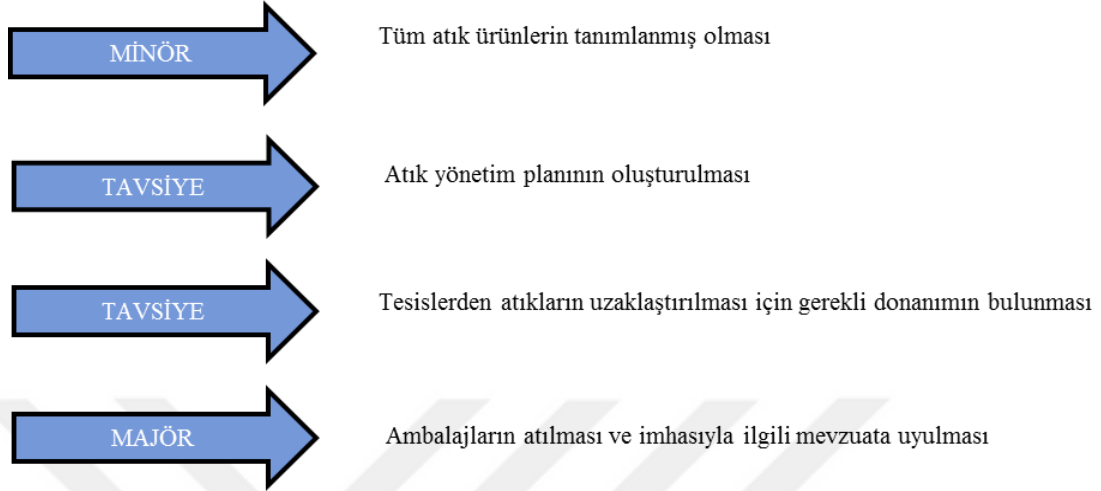 MİNÖR
Tüm atık ürünlerin tanımlanmış olması
TAVSİYE
Atık yönetim planının oluşturulması
TAVSİYE
Tesislerden atıkların uzaklaştırılması için gerekli donanımın bulunması
MAJÖR
Ambalajların atılması ve imhasıyla ilgili mevzuata uyulması